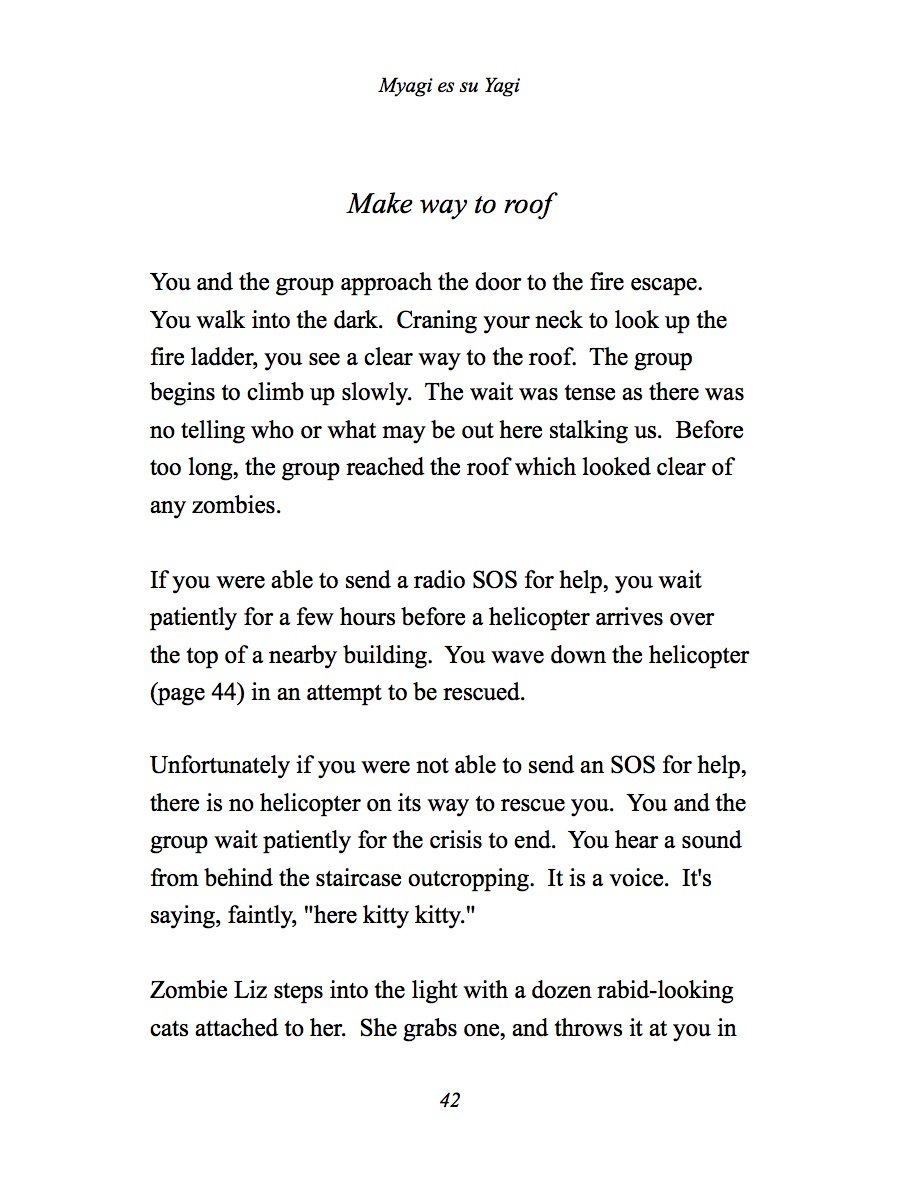 Myagi es su Yagi
Make way to roof
You and the group approach the door to the fire escape.
You walk into the dark.  Craning your neck to look up the
fire ladder, you see a clear way to the roof.  The group
begins to climb up slowly.  The wait was tense as there was
no telling who or what may be out here stalking us.  Before
too long, the group reached the roof which looked clear of
any zombies.
If you were able to send a radio SOS for help, you wait
patiently for a few hours before a helicopter arrives over
the top of a nearby building.  You wave down the helicopter
(page 44) in an attempt to be rescued.
Unfortunately if you were not able to send an SOS for help,
there is no helicopter on its way to rescue you.  You and the
group wait patiently for the crisis to end.  You hear a sound
from behind the staircase outcropping.  It is a voice.  It's
saying, faintly, "here kitty kitty."
Zombie Liz steps into the light with a dozen rabid-looking
cats attached to her.  She grabs one, and throws it at you in
42